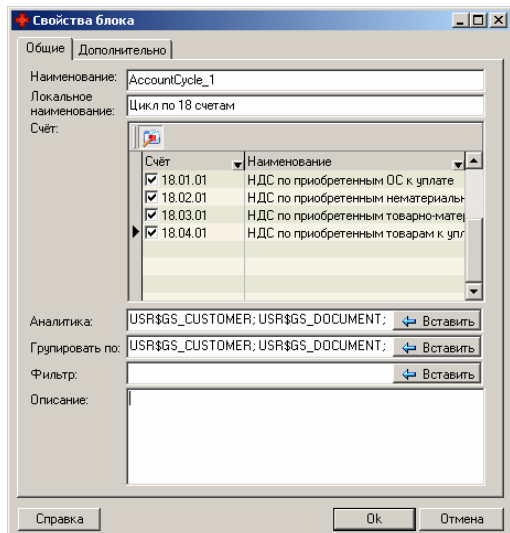 Свойства блока
Общие Дополнительно
Наименование: AccountCycle_1
Локальное наименование: Цикл по 18 счетам
Счёт:
Счёт Наименование
18.01.01 НДС по приобретенным ОС к уплате
18.02.01 НДС по приобретенным нематериальн
18.03.01 НДС по приобретенным товарно-мате
18.04.01 НДС по приобретенным товарам к упл
Аналитика: USR$GS_CUSTOMER; USR$GS_DOCUMENT; Вставить
Групировать по: USR$GS_CUSTOMER; USR$GS_DOCUMENT; Вставить
Фильтр: Вставить
Описание:
Справка Ok Отмена